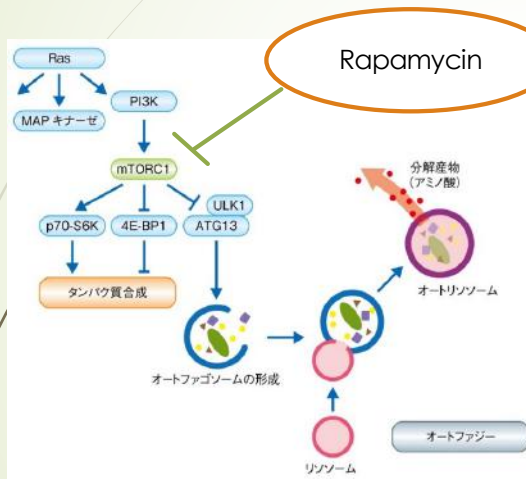 Rapamycin
Ras
MAP キナーゼ
PI3K
mTORC1
p70-S6K
4E-BP1
ULK1
ATG13
タンパク質合成
分解産物
(アミノ酸)
オートリソソーム
オートファゴソームの形成
リソソーム
オートファジー